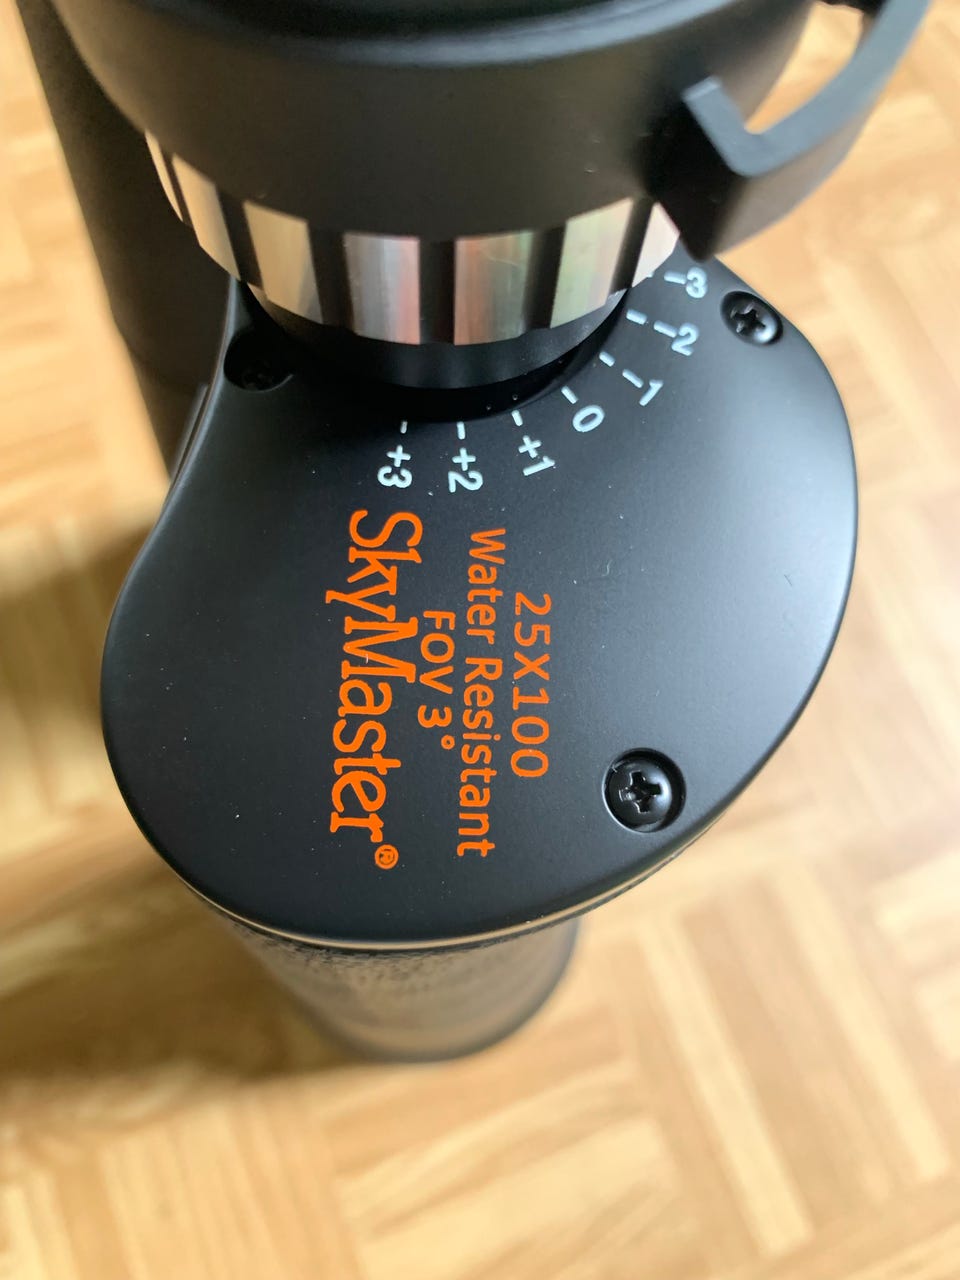 -3
-2
-1
0
+1
+2
+3
25X100
Water Resistant
FOV 3°
SkyMaster®